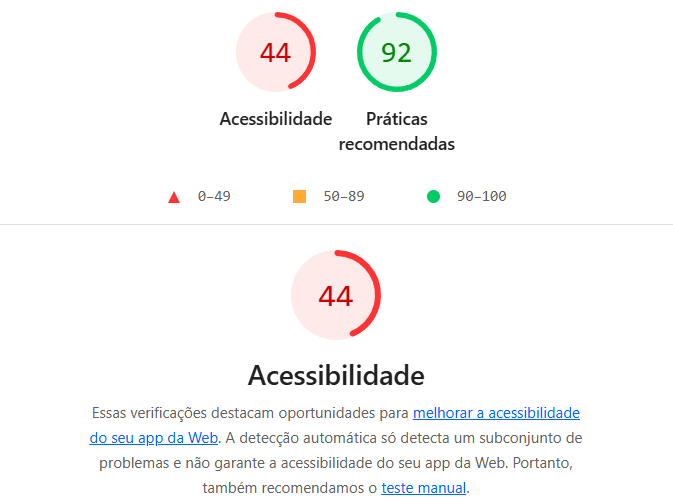 44
92
Acessibilidade
Práticas
recomendadas
0–49
50–89
90–100
44
Acessibilidade
Essas verificações destacam oportunidades para melhorar a acessibilidade
do seu app da Web. A detecção automática só detecta um subconjunto de
problemas e não garante a acessibilidade do seu app da Web. Portanto,
também recomendamos o teste manual.